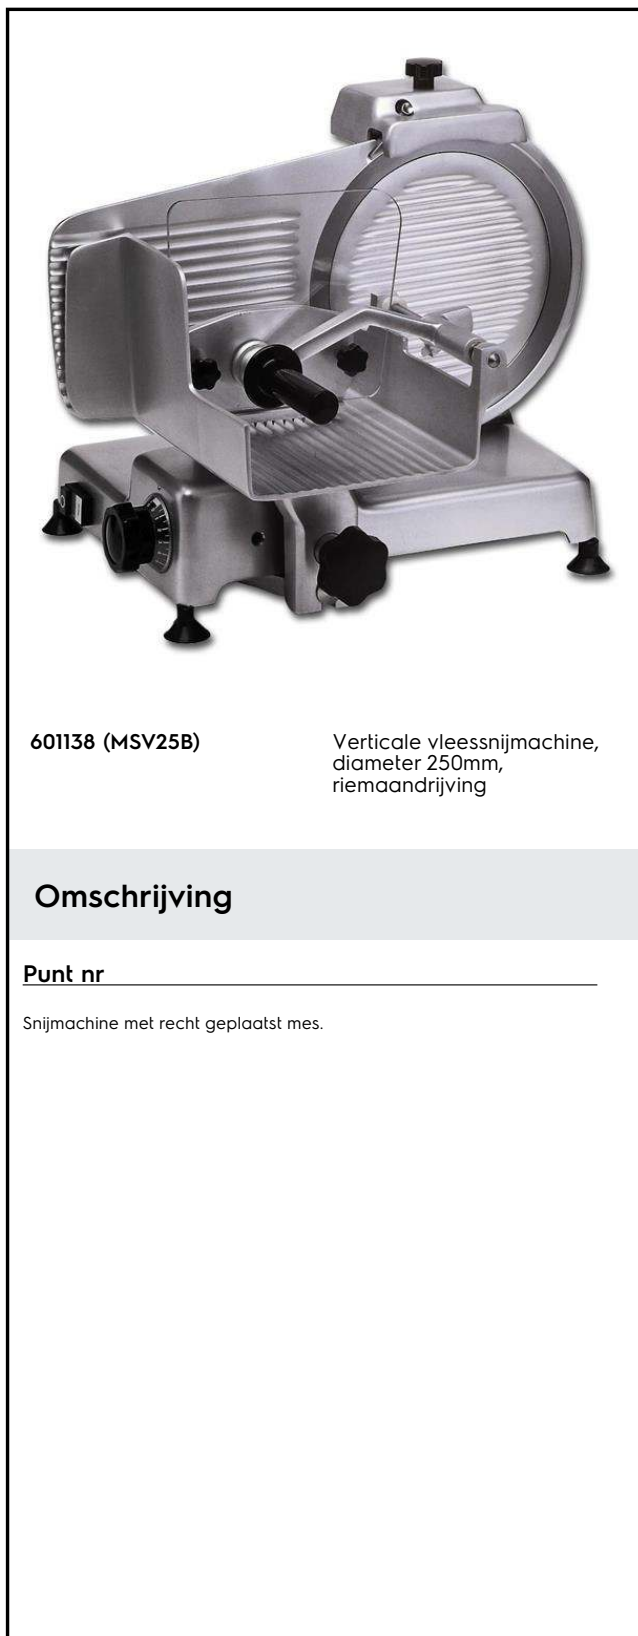 601138 (MSV25B)
Verticale vleessnijmachine,
diameter 250mm,
riemaandrijving
Omschrijving
Punt nr
Snijmachine met recht geplaatst mes.